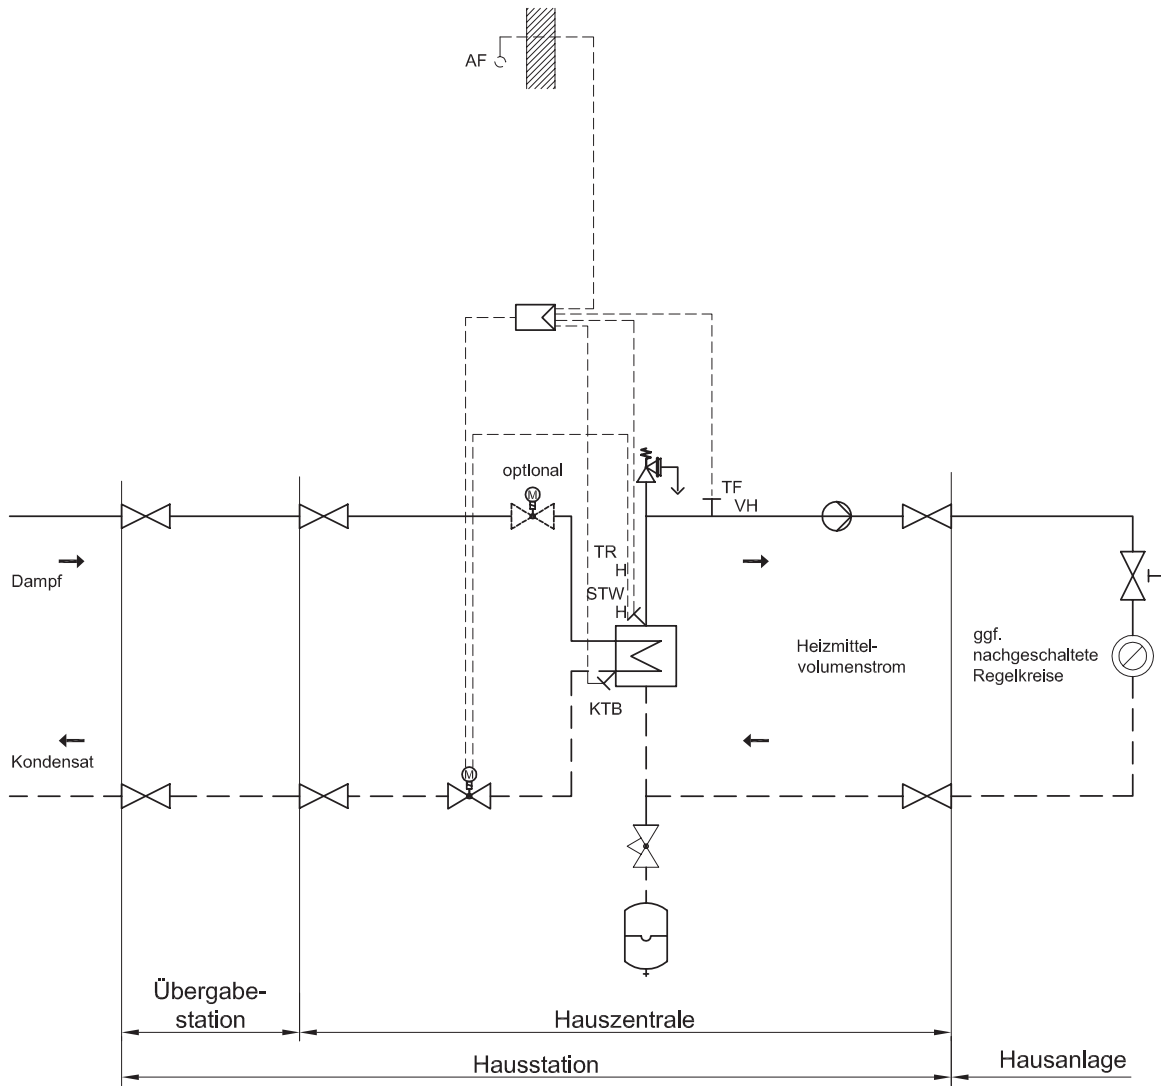 AF
optional
M
TF
VH
Dampf
TR
H
STW
H
Heizmittel-
volumenstrom
ggf.
nachgeschaltete
Regelkreise
KTB
Kondensat
M
Übergabe-
station
Hauszentrale
Hausstation
Hausanlage